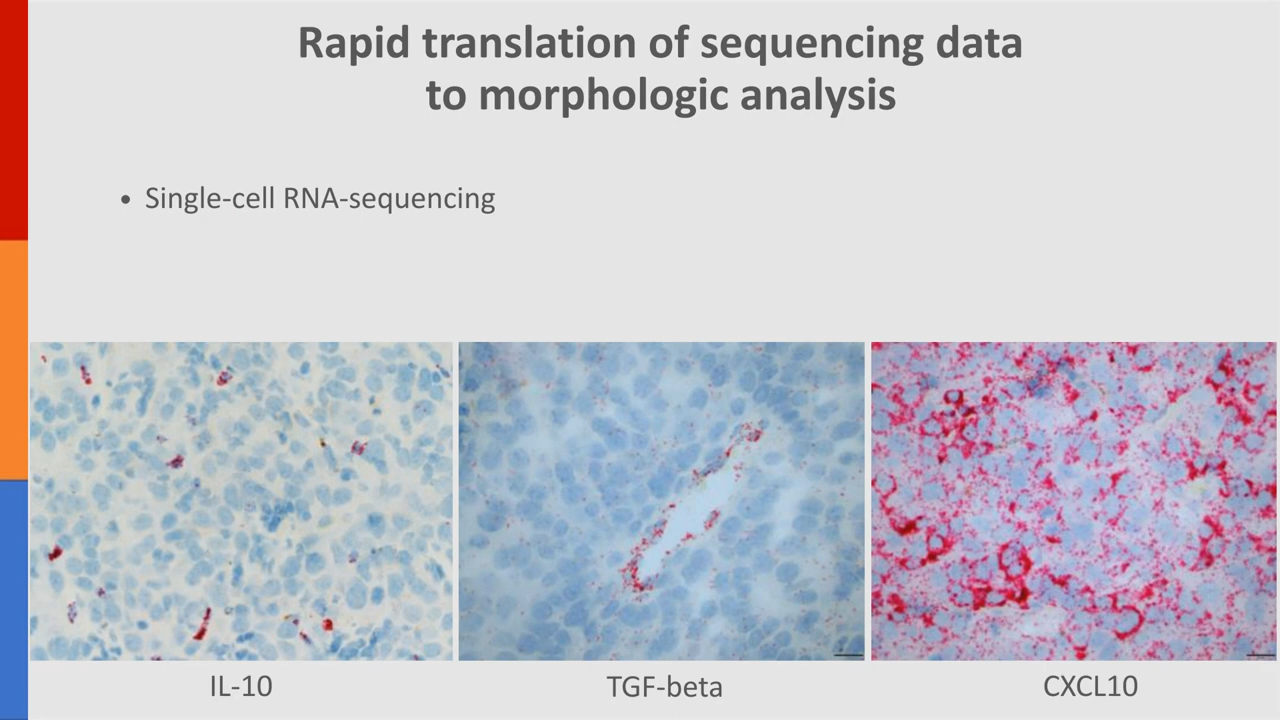 Rapid translation of sequencing data
to morphologic analysis
• Single-cell RNA-sequencing
IL-10
TGF-beta
CXCL10